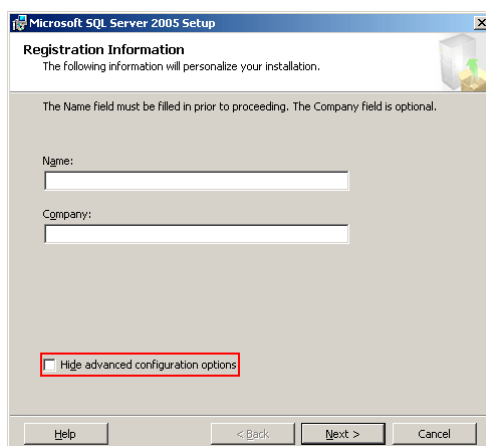 Microsoft SQL Server 2005 Setup
Registration Information
The following information will personalize your installation.
The Name field must be filled in prior to proceeding. The Company field is optional.
Name:
Company:
Hide advanced configuration options
Help
< Back
Next >
Cancel